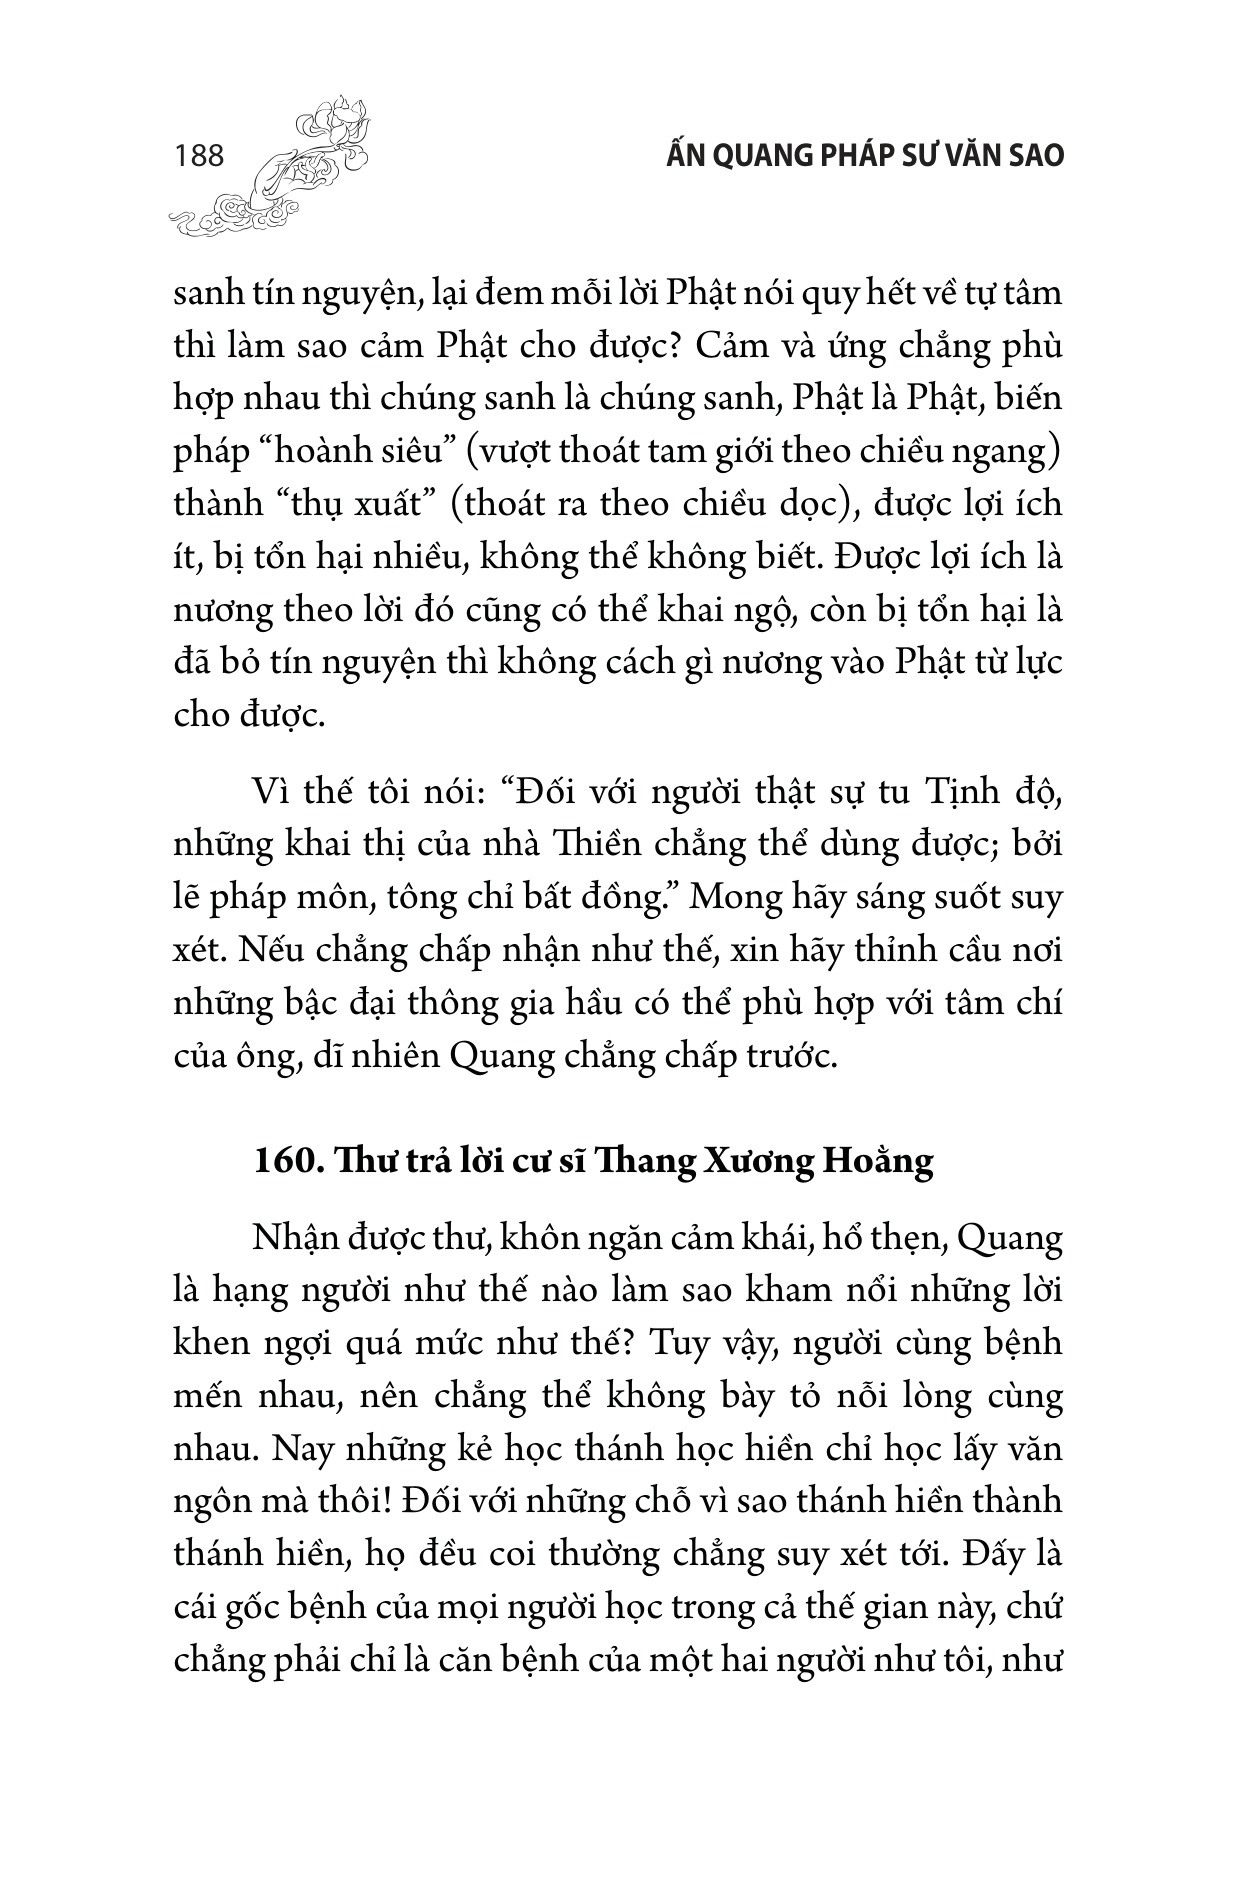 188
ẤN QUANG PHÁP SƯ VĂN SAO
sanh tín nguyện, lại đem mỗi lời Phật nói quy hết về tự tâm
thì làm sao cảm Phật cho được? Cảm và ứng chẳng phù
hợp nhau thì chúng sanh là chúng sanh, Phật là Phật, biến
pháp “hoành siêu” (vượt thoát tam giới theo chiều ngang)
thành “thụ xuất” (thoát ra theo chiều dọc), được lợi ích
ít, bị tổn hại nhiều, không thể không biết. Được lợi ích là
nương theo lời đó cũng có thể khai ngộ, còn bị tổn hại là
đã bỏ tín nguyện thì không cách gì nương vào Phật từ lực
cho được.
Vì thế tôi nói: “Đối với người thật sự tu Tịnh độ,
những khai thị của nhà Thiền chẳng thể dùng được; bởi
lẽ pháp môn, tông chỉ bất đồng.” Mong hãy sáng suốt suy
xét. Nếu chẳng chấp nhận như thế, xin hãy thỉnh cầu nơi
những bậc đại thông gia hầu có thể phù hợp với tâm chí
của ông, dĩ nhiên Quang chẳng chấp trước.
160. Thư trả lời cư sĩ Thang Xương Hoằng
Nhận được thư, khôn ngăn cảm khái, hổ thẹn, Quang
là hạng người như thế nào làm sao kham nổi những lời
khen ngợi quá mức như thế? Tuy vậy, người cùng bệnh
mến nhau, nên chẳng thể không bày tỏ nỗi lòng cùng
nhau. Nay những kẻ học thánh học hiền chỉ học lấy văn
ngôn mà thôi! Đối với những chỗ vì sao thánh hiền thành
thánh hiền, họ đều coi thường chẳng suy xét tới. Đấy là
cái gốc bệnh của mọi người học trong cả thế gian này, chứ
chẳng phải chỉ là căn bệnh của một hai người như tôi, như